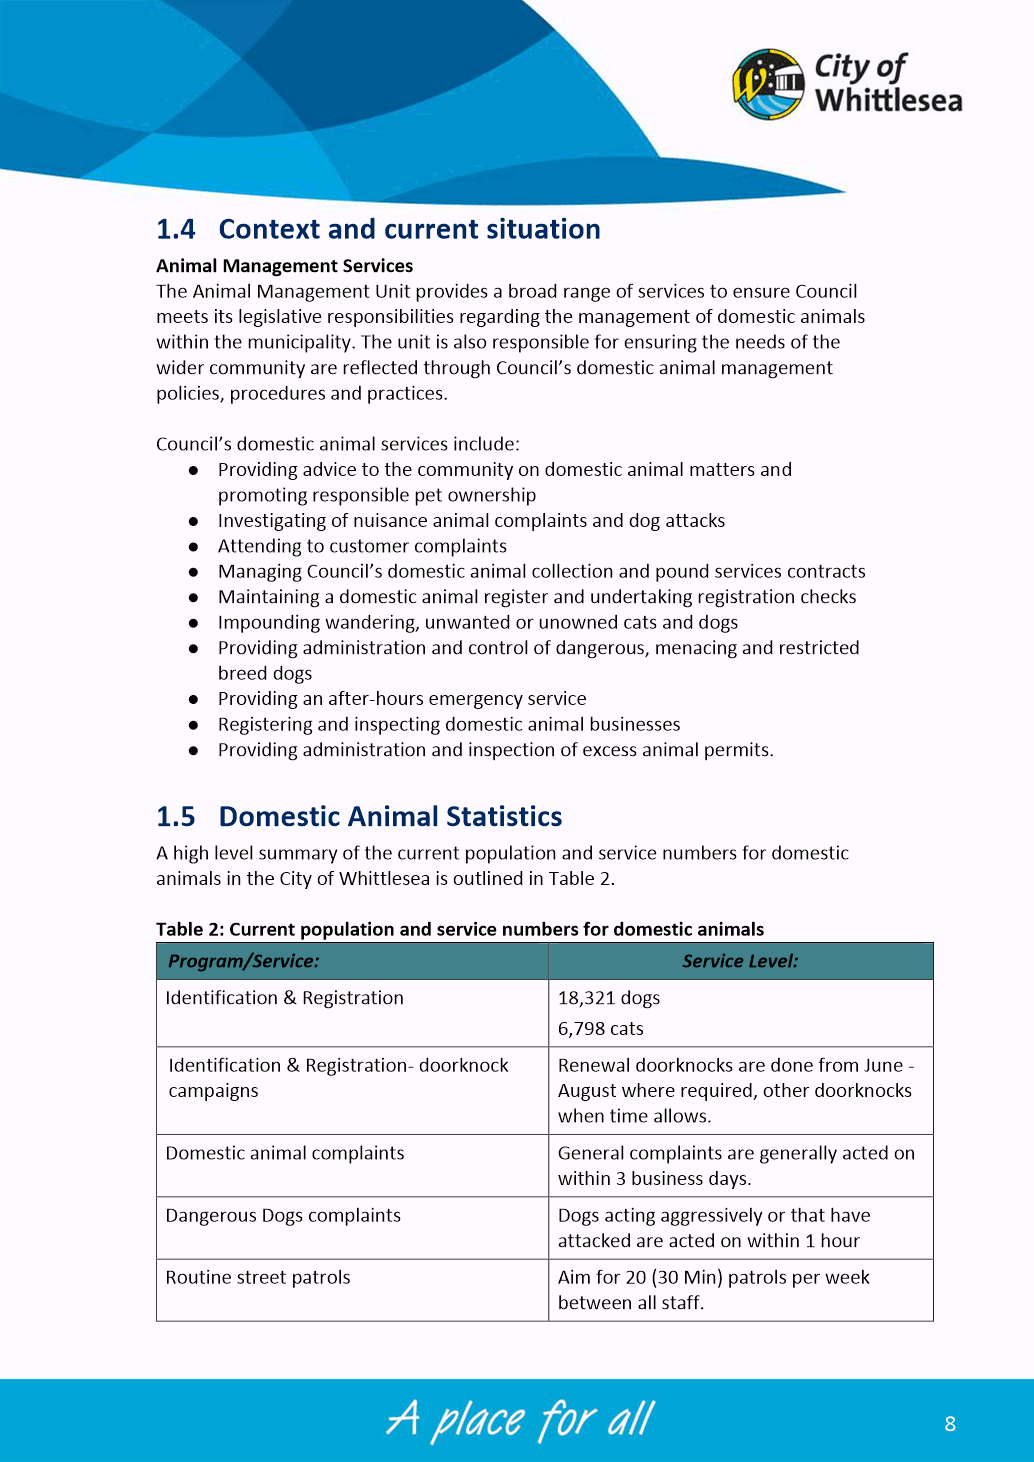 City of
Whittlesea
1.4 Context and current situation
Animal Management Services
The Animal Management Unit provides a broad range of services to ensure Council
meets its legislative responsibilities regarding the management of domestic animals
within the municipality. The unit is also responsible for ensuring the needs of the
wider community are reflected through Council’s domestic animal management
policies, procedures and practices.
Council’s domestic animal services include:
● Providing advice to the community on domestic animal matters and
promoting responsible pet ownership
● Investigating of nuisance animal complaints and dog attacks
● Attending to customer complaints
● Managing Council’s domestic animal collection and pound services contracts
● Maintaining a domestic animal register and undertaking registration checks
● Impounding wandering, unwanted or unowned cats and dogs
● Providing administration and control of dangerous, menacing and restricted
breed dogs
● Providing an after-hours emergency service
● Registering and inspecting domestic animal businesses
● Providing administration and inspection of excess animal permits.
1.5 Domestic Animal Statistics
A high level summary of the current population and service numbers for domestic
animals in the City of Whittlesea is outlined in Table 2.
Table 2: Current population and service numbers for domestic animals
Program/Service: Service Level:
Identification & Registration 18,321 dogs
6,798 cats
Identification & Registration- doorknock Renewal doorknocks are done from June -
campaigns August where required, other doorknocks
when time allows.
Domestic animal complaints General complaints are generally acted on
within 3 business days.
Dangerous Dogs complaints Dogs acting aggressively or that have
attacked are acted on within 1 hour
Routine street patrols Aim for 20 (30 Min) patrols per week
between all staff.
A place for all
8